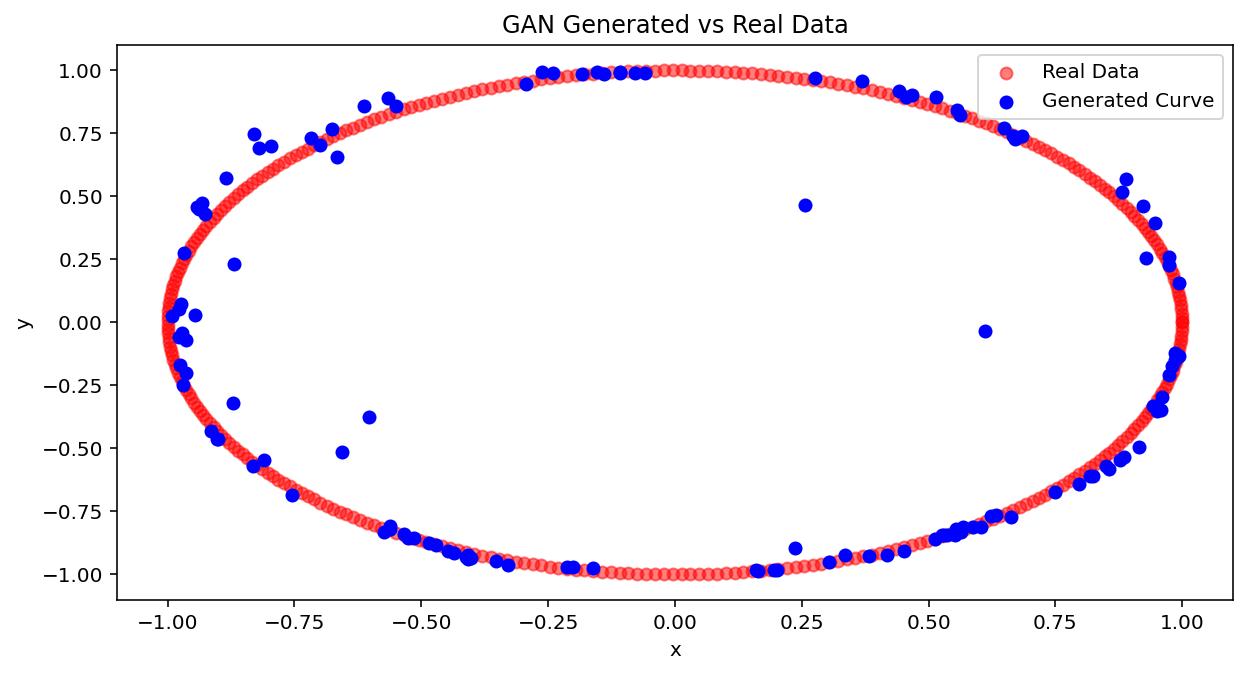 GAN Generated vs Real Data
Real Data
Generated Curve
1.00
0.75
0.50
0.25
0.00
−0.25
−0.50
−0.75
−1.00
y
−1.00 −0.75 −0.50 −0.25 0.00 0.25 0.50 0.75 1.00
x